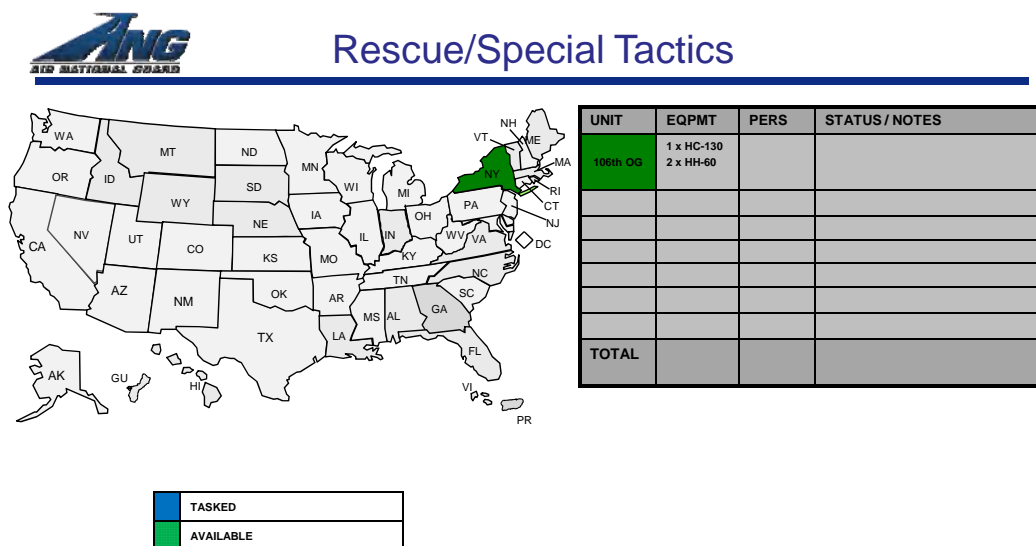 ANG
AIR NATIONAL GUARD
Rescue/Special Tactics
WA
MT
ND
MN
VT
NH
ME
OR
ID
SD
WI
MI
NY
MA
WY
RI
CT
NE
IA
PA
NJ
NV
UT
CO
IL
IN
OH
WV
VA
DC
CA
KS
MO
KY
AZ
NM
OK
AR
TN
NC
SC
TX
LA
MS
AL
GA
FL
AK
GU
HI
VI
PR
UNIT EQPMT PERS STATUS / NOTES
106th OG
1 x HC-130
2 x HH-60
TOTAL
TASKED
AVAILABLE